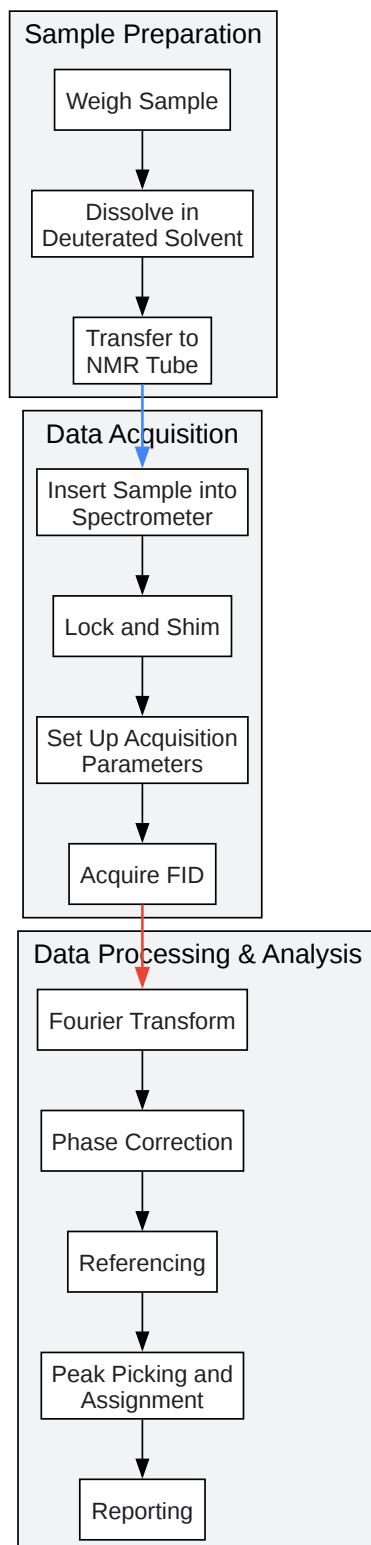 Sample Preparation
Weigh Sample
Dissolve in
Deuterated Solvent
Transfer to
NMR Tube
Data Acquisition
Insert Sample into
Spectrometer
Lock and Shim
Set Up Acquisition
Parameters
Acquire FID
Data Processing & Analysis
Fourier Transform
Phase Correction
Referencing
Peak Picking and
Assignment
Reporting